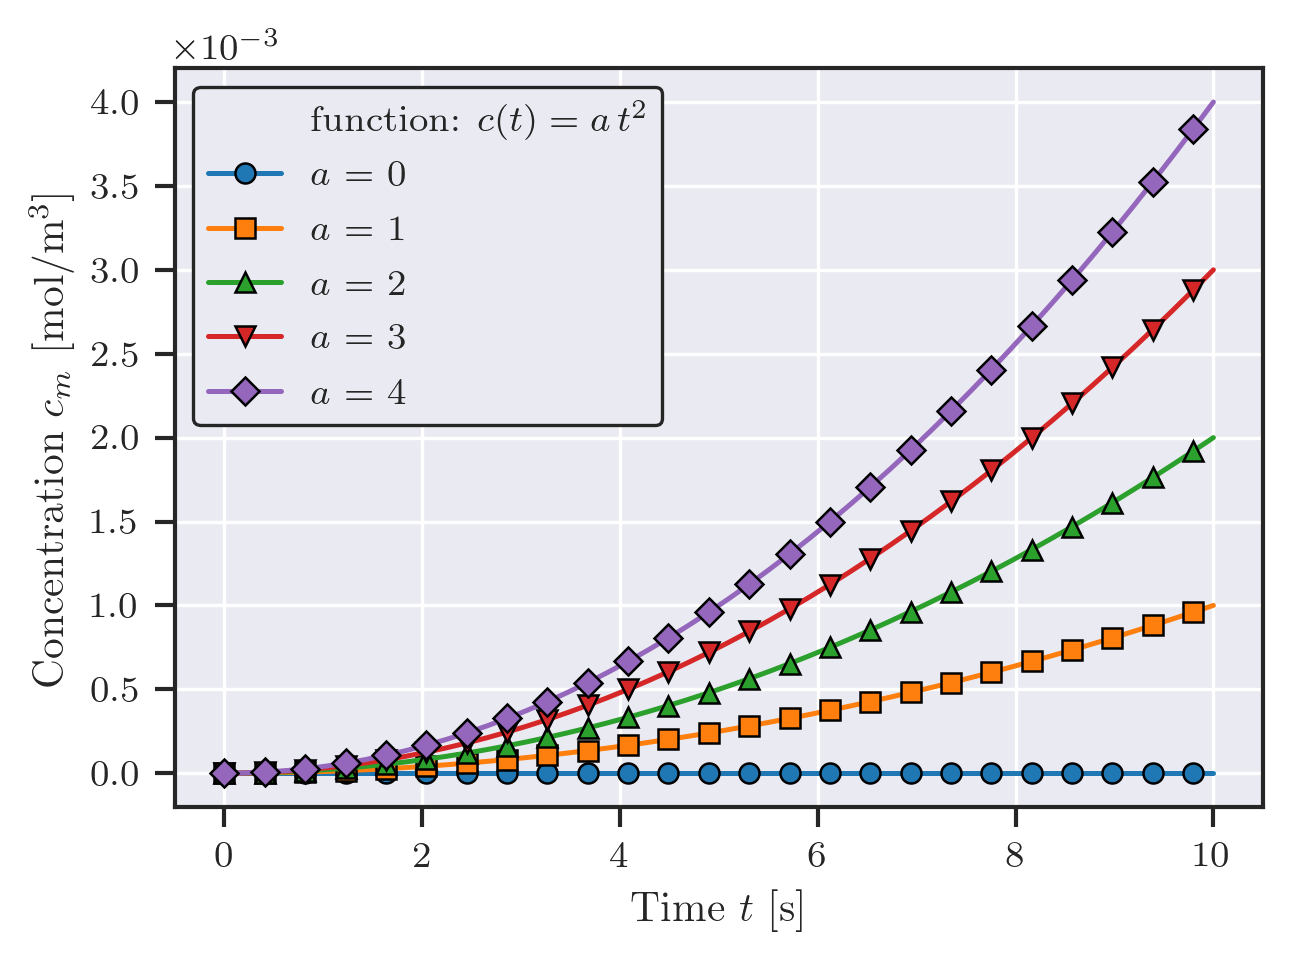 ×10⁻³
4.0
3.5
3.0
2.5
2.0
1.5
1.0
0.5
0.0
Concentration cₘ [mol/m³]
function: c(t) = a t²
a = 0
a = 1
a = 2
a = 3
a = 4
0 2 4 6 8 10
Time t [s]